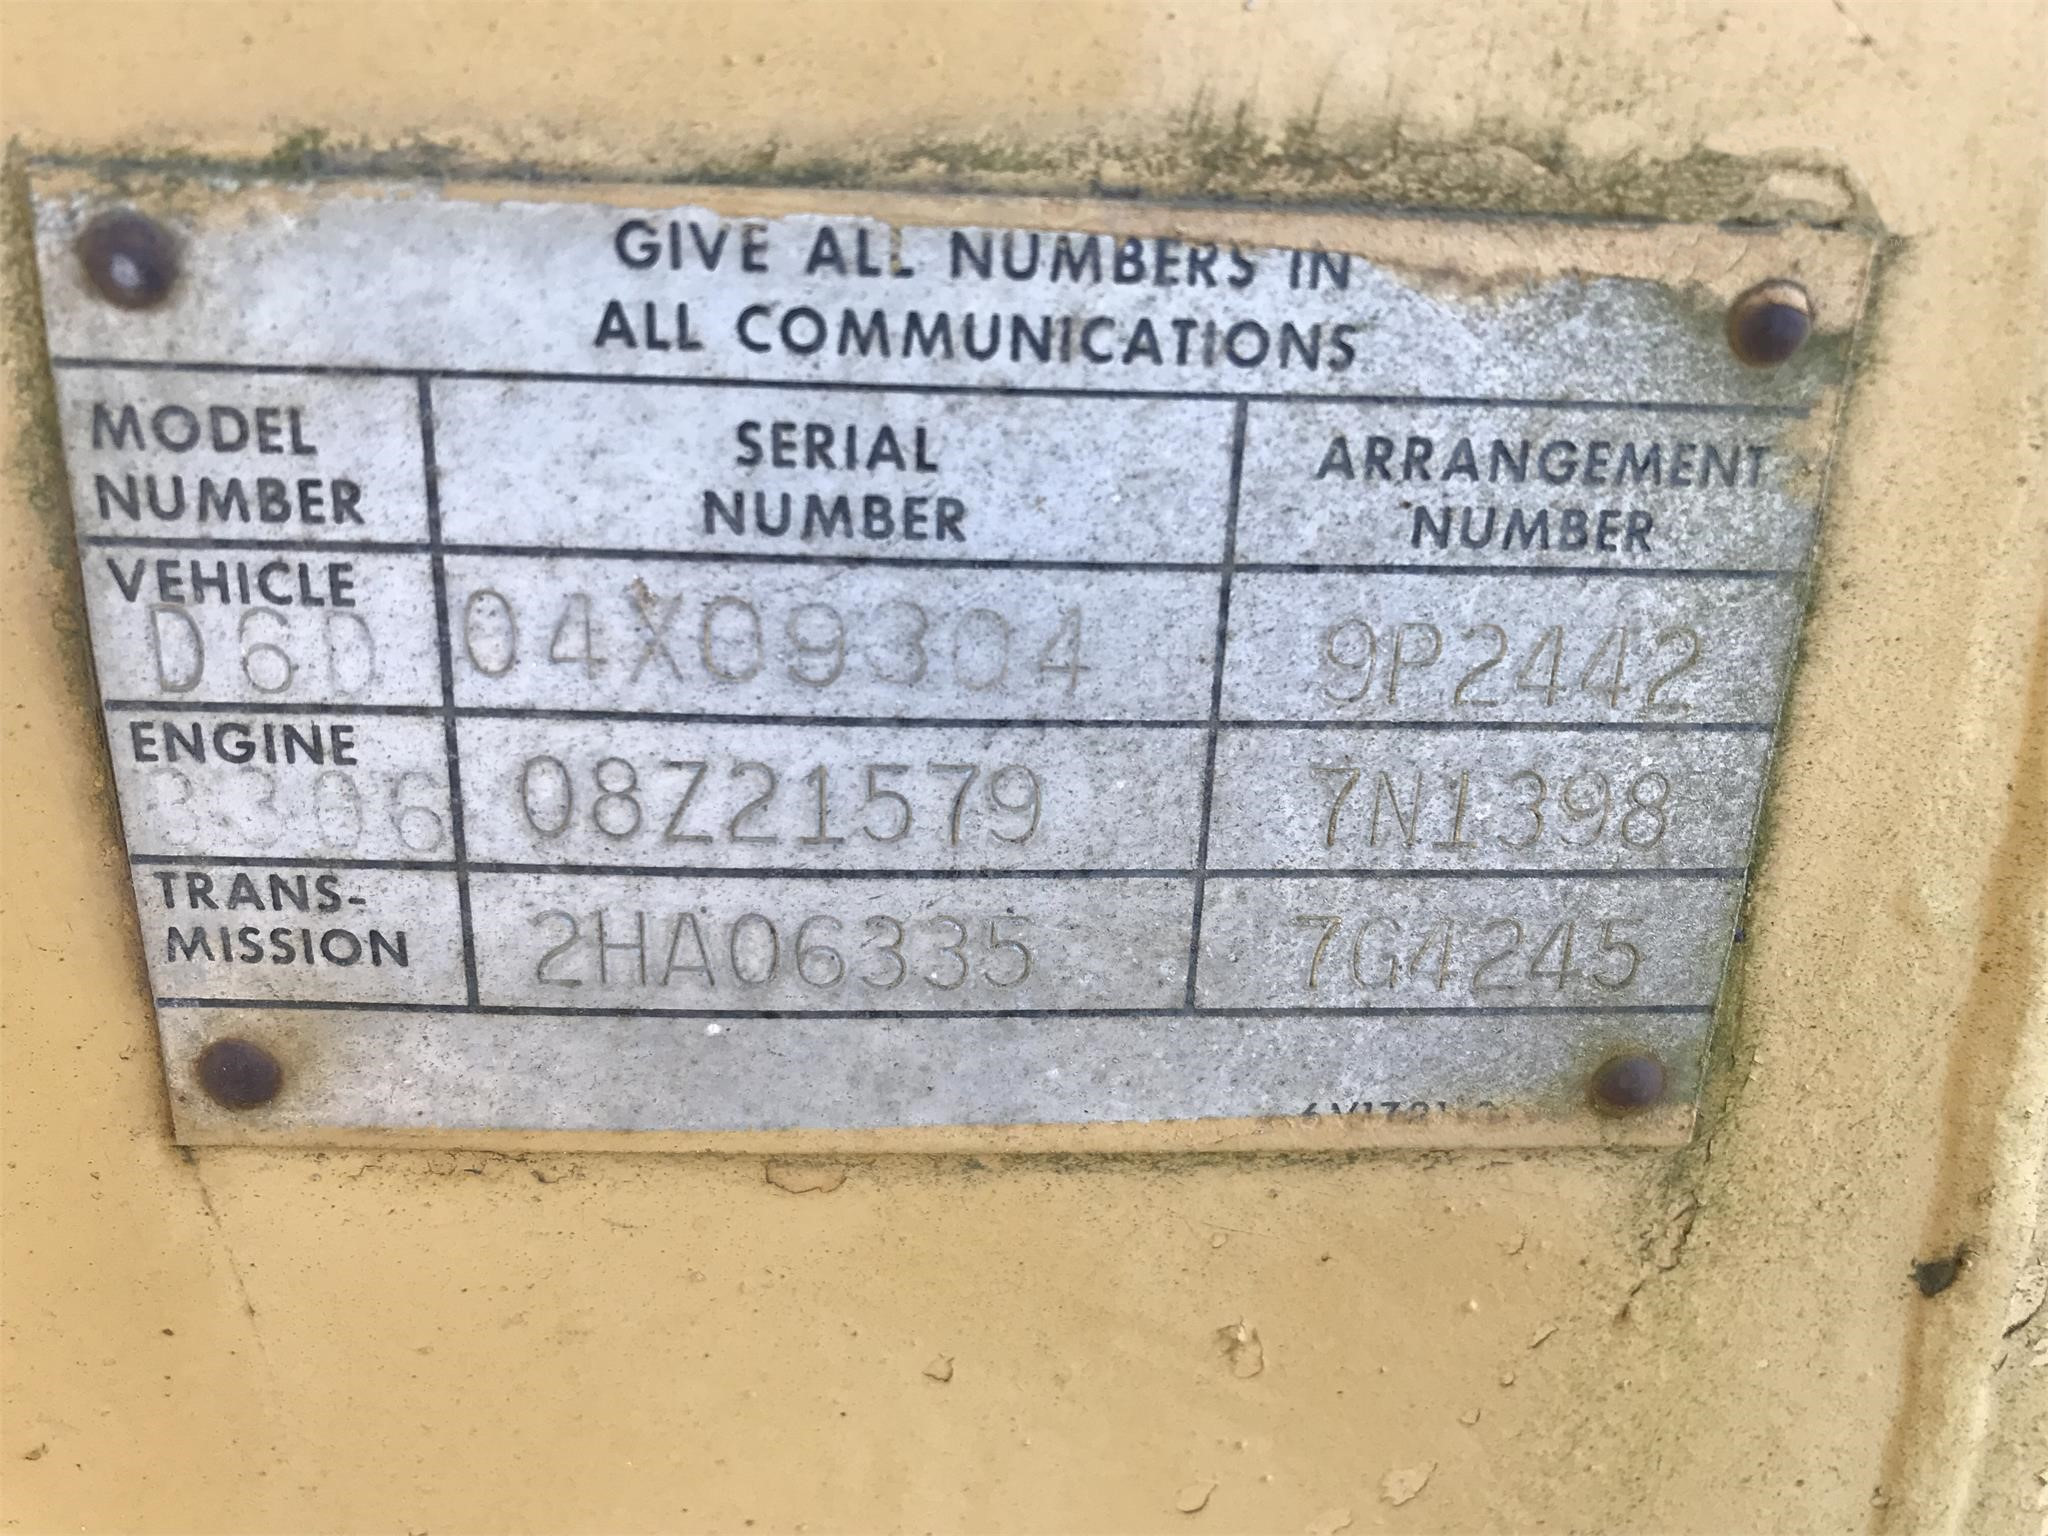 GIVE ALL NUMBERS IN
ALL COMMUNICATIONS
MODEL NUMBER
SERIAL NUMBER
ARRANGEMENT NUMBER
VEHICLE
D6D 04X09304 9P2442
ENGINE
3306 08Z21579 7N1398
TRANS-
MISSION 2HA06335 7G4245